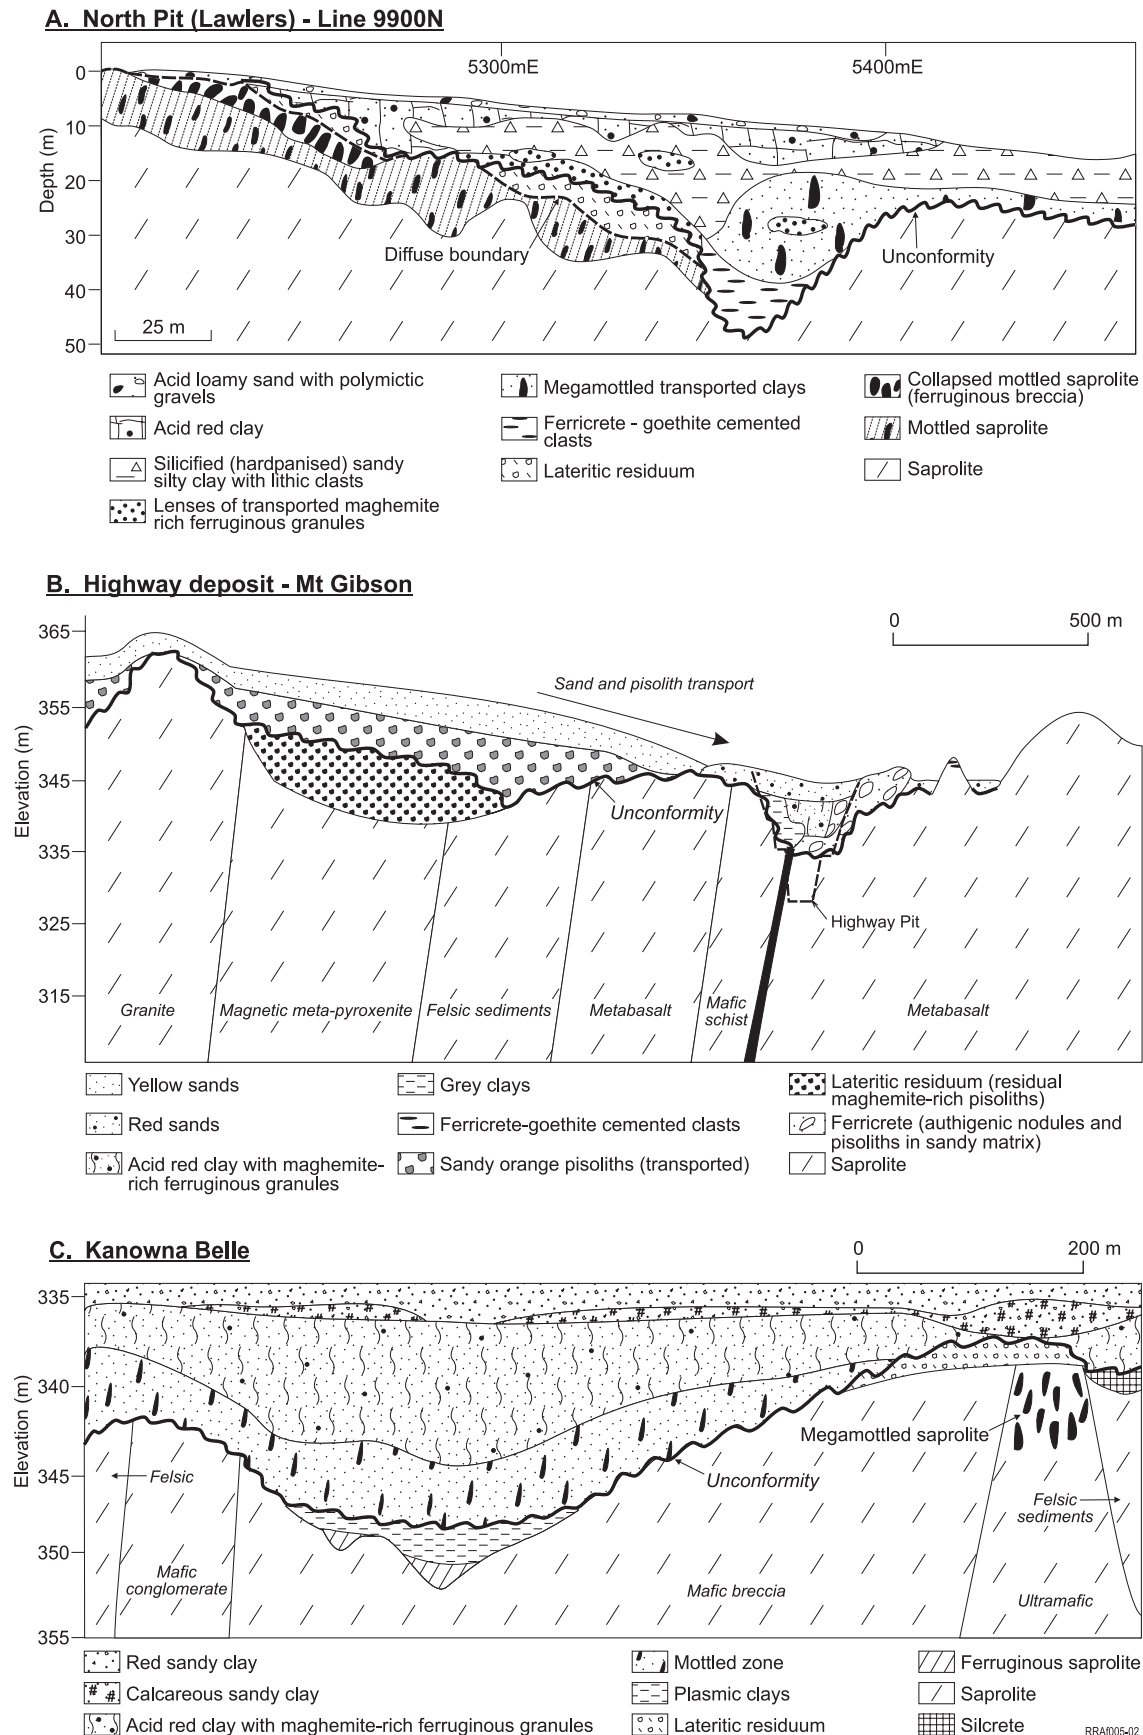 A. North Pit (Lawlers) - Line 9900N
5300mE
5400mE
0
10
20
30
40
50
Depth (m)
Diffuse boundary
Unconformity
25 m
Acid loamy sand with polymictic
gravels
Acid red clay
Silicified (hardpanised) sandy
silty clay with lithic clasts
Lenses of transported maghemite
rich ferruginous granules
Megamottled transported clays
Ferricrete - goethite cemented
clasts
Lateritic residuum
Collapsed mottled saprolite
(ferruginous breccia)
Mottled saprolite
Saprolite
B. Highway deposit - Mt Gibson
0
500 m
365
355
345
335
325
315
Elevation (m)
Sand and pisolith transport
Unconformity
Highway Pit
Granite
Magnetic meta-pyroxenite
Felsic sediments
Metabasalt
Mafic
schist
Metabasalt
Yellow sands
Red sands
Acid red clay with maghemite-
rich ferruginous granules
Grey clays
Ferricrete-goethite cemented clasts
Sandy orange pisoliths (transported)
Lateritic residuum (residual
maghemite-rich pisoliths)
Ferricrete (authigenic nodules and
pisoliths in sandy matrix)
Saprolite
C. Kanowna Belle
0
200 m
335
340
345
350
355
Elevation (m)
Megamottled saprolite
Unconformity
Felsic
Felsic
sediments
Mafic
conglomerate
Mafic breccia
Ultramafic
Red sandy clay
Calcareous sandy clay
Acid red clay with maghemite-rich ferruginous granules
Mottled zone
Plasmic clays
Lateritic residuum
Ferruginous saprolite
Saprolite
Silcrete
RRAf005-02